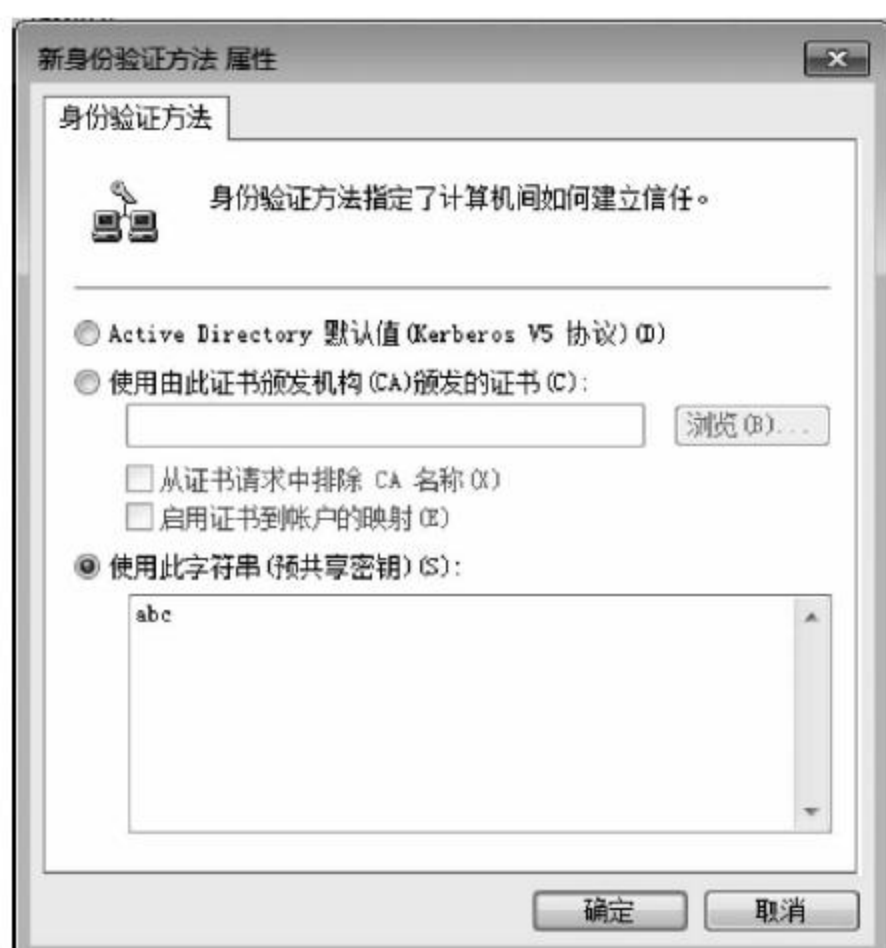 新身份验证方法 属性
身份验证方法
身份验证方法指定了计算机间如何建立信任。
Active Directory 默认值(Kerberos V5 协议)(D)
使用由此证书颁发机构(CA)颁发的证书(C):
浏览(B)...
从证书请求中排除 CA 名称(X)
启用证书到帐户的映射(E)
使用此字符串(预共享密钥)(S):
abc
确定 取消